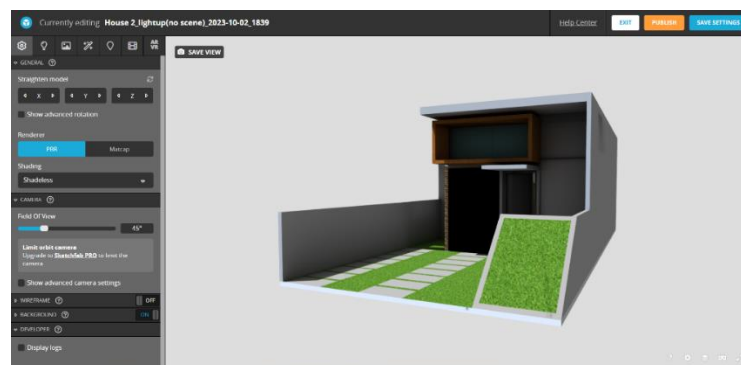 Currently editing House 2_lightup(no scene)_2023-10-02_1839
Help Center
EXIT
PUBLISH
SAVE SETTINGS
AR
VR
SAVE VIEW
GENERAL
Straighten model
X Y Z
Show advanced rotation
Renderer
PBR Matcap
Shading
Shadeless
CAMERA
Field Of View
45°
Limit orbit camera
Upgrade to Sketchfab PRO to limit the
camera
Show advanced camera settings
WIREFRAME OFF
BACKGROUND ON
DEVELOPER
Display logs